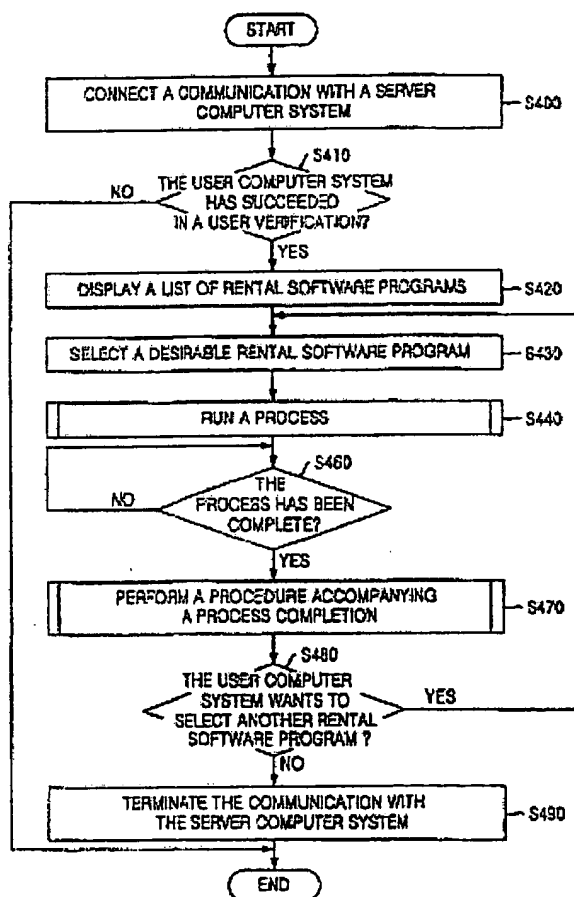 START
CONNECT A COMMUNICATION WITH A SERVER
COMPUTER SYSTEM
S400
S410
NO
THE USER COMPUTER SYSTEM
HAS SUCCEEDED
IN A USER VERIFICATION?
YES
DISPLAY A LIST OF RENTAL SOFTWARE PROGRAMS
S420
SELECT A DESIRABLE RENTAL SOFTWARE PROGRAM
S430
RUN A PROCESS
S440
S460
NO
THE
PROCESS HAS BEEN
COMPLETE?
YES
PERFORM A PROCEDURE ACCOMPANYING
A PROCESS COMPLETION
S470
S480
THE USER COMPUTER
SYSTEM WANTS TO
SELECT ANOTHER RENTAL
SOFTWARE PROGRAM ?
YES
NO
TERMINATE THE COMMUNICATION WITH
THE SERVER COMPUTER SYSTEM
S490
END